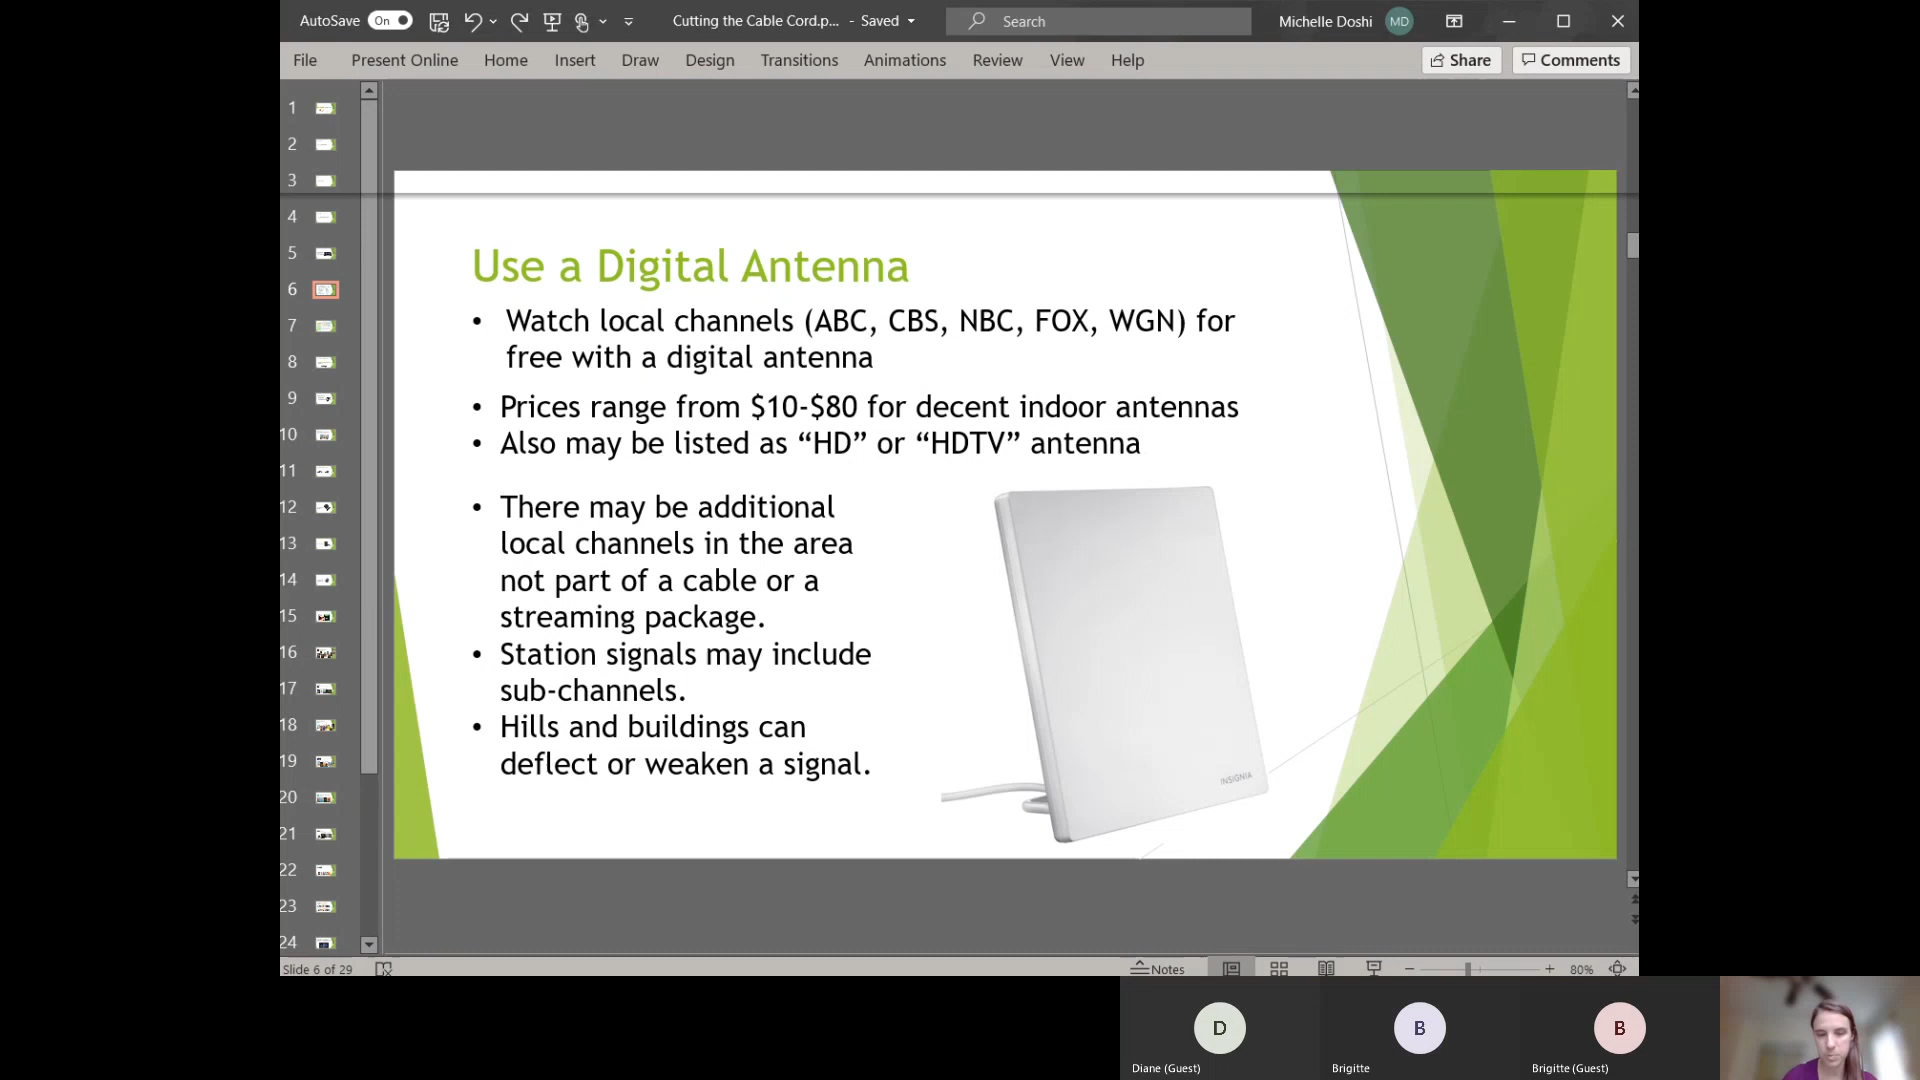 AutoSave On Cutting the Cable Cord.p... - Saved Search Michelle Doshi MD
File Present Online Home Insert Draw Design Transitions Animations Review View Help Share Comments
1
2
3
4
5
6
7
8
9
10
11
12
13
14
15
16
17
18
19
20
21
22
23
24
Use a Digital Antenna
• Watch local channels (ABC, CBS, NBC, FOX, WGN) for
free with a digital antenna
• Prices range from $10-$80 for decent indoor antennas
• Also may be listed as “HD” or “HDTV” antenna
• There may be additional
local channels in the area
not part of a cable or a
streaming package.
• Station signals may include
sub-channels.
• Hills and buildings can
deflect or weaken a signal.
INSIGNIA
Slide 6 of 29 Notes 80%
D B B
Diane (Guest) Brigitte Brigitte (Guest)